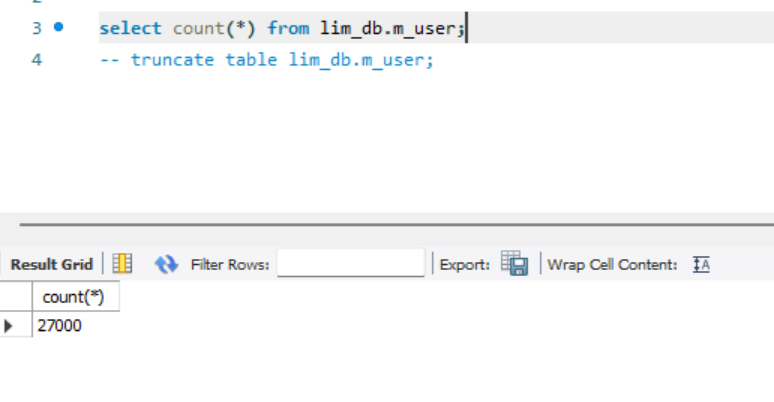 3 select count(*) from lim_db.m_user;
4 -- truncate table lim_db.m_user;
Result Grid Filter Rows: Export: Wrap Cell Content: IA
count(*)
27000